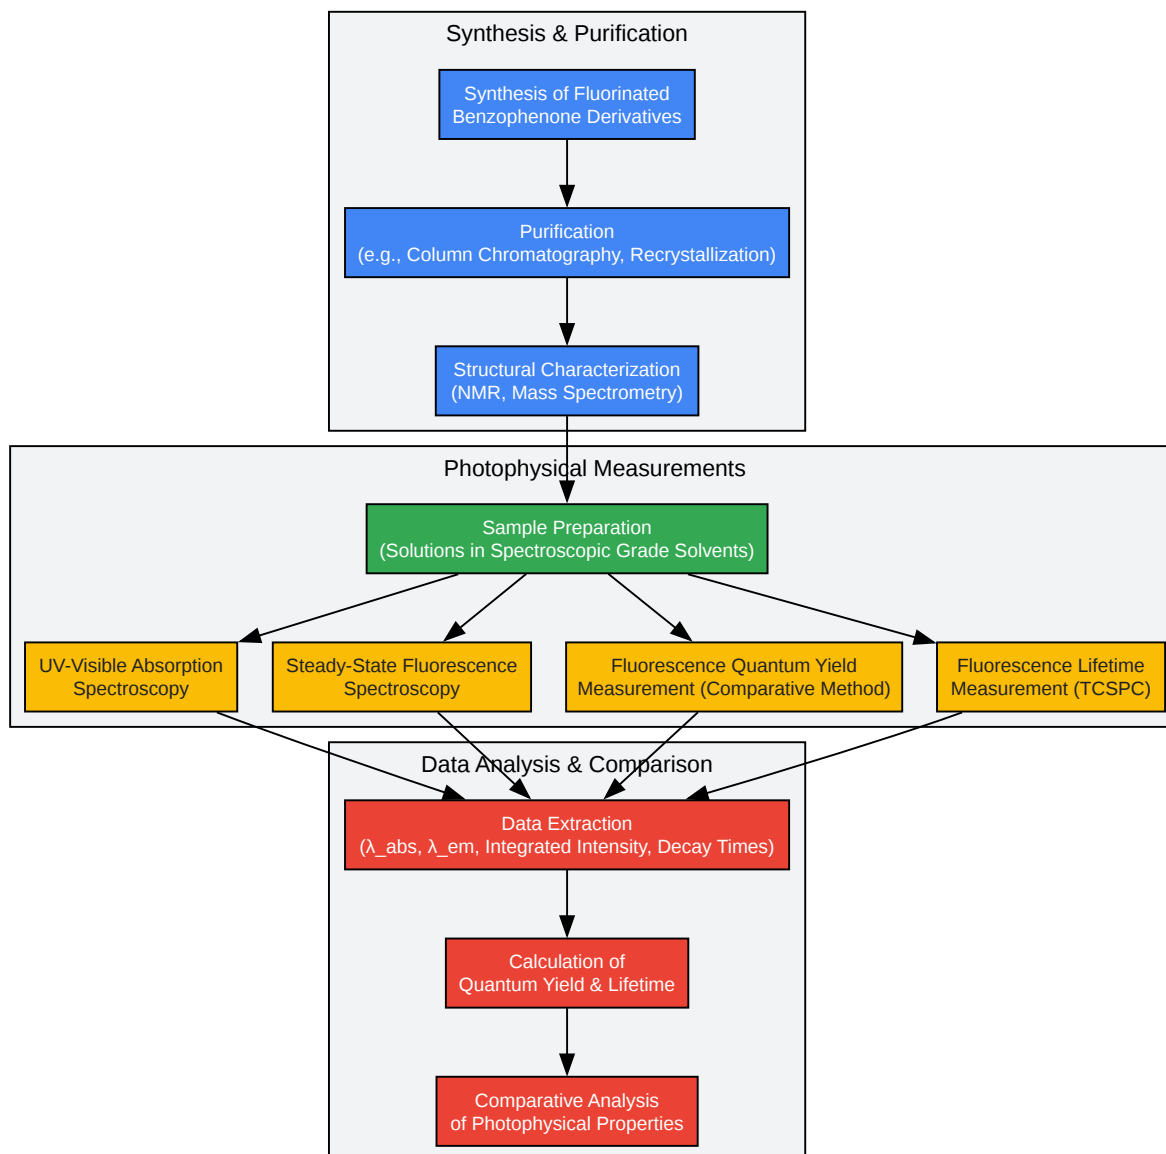 Synthesis & Purification
Synthesis of Fluorinated
Benzophenone Derivatives
Purification
(e.g., Column Chromatography, Recrystallization)
Structural Characterization
(NMR, Mass Spectrometry)
Photophysical Measurements
Sample Preparation
(Solutions in Spectroscopic Grade Solvents)
UV-Visible Absorption
Spectroscopy
Steady-State Fluorescence
Spectroscopy
Fluorescence Quantum Yield
Measurement (Comparative Method)
Fluorescence Lifetime
Measurement (TCSPC)
Data Analysis & Comparison
Data Extraction
(λ_abs, λ_em, Integrated Intensity, Decay Times)
Calculation of
Quantum Yield & Lifetime
Comparative Analysis
of Photophysical Properties